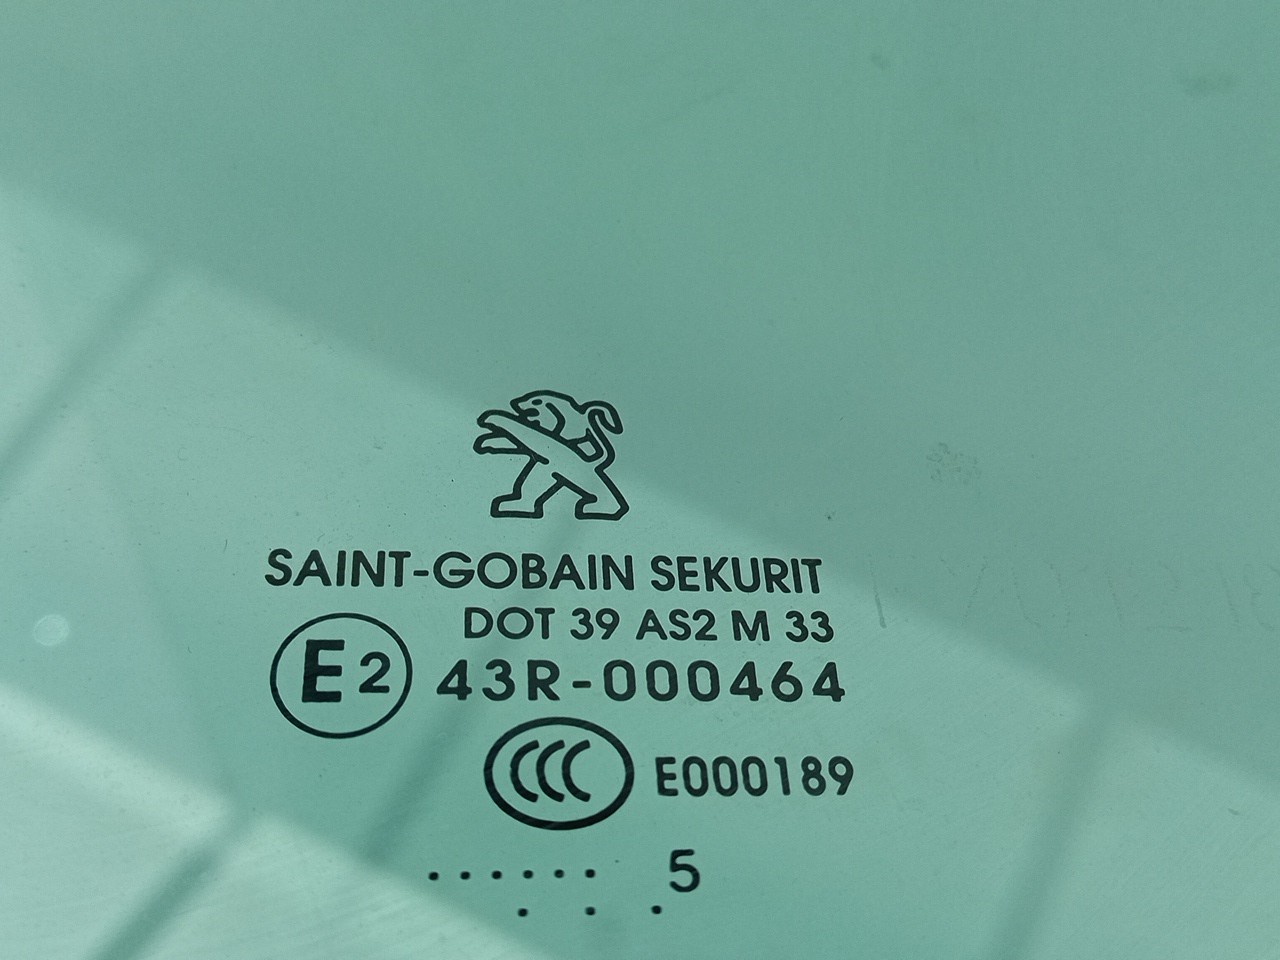 SAINT-GOBAIN SEKURIT
DOT 39 AS2 M 33
E2 43R-000464
CCC E000189
...... 5
. . .